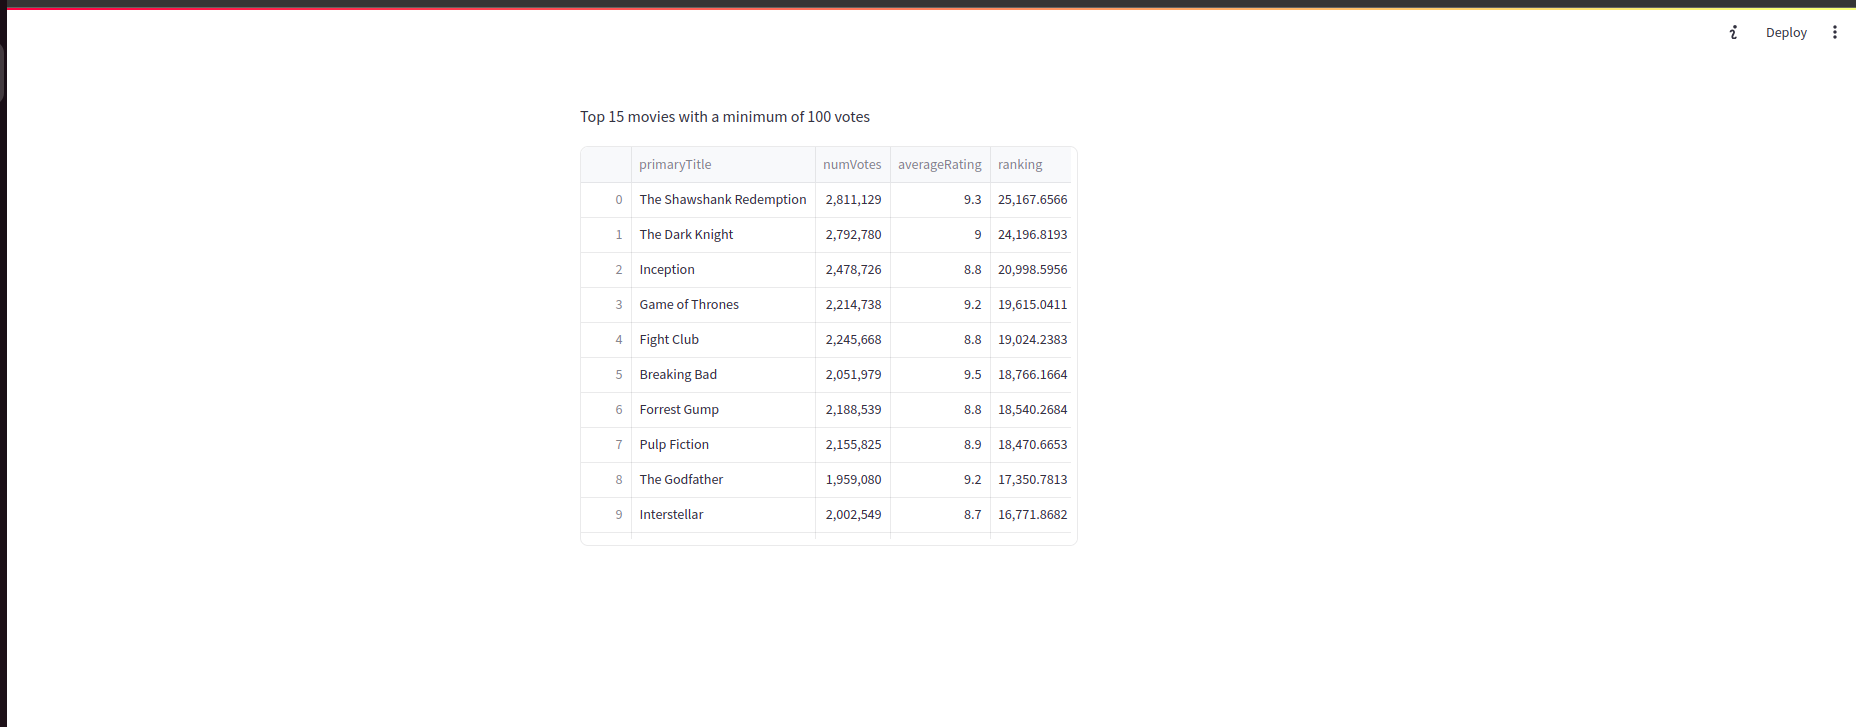 Deploy
Top 15 movies with a minimum of 100 votes
primaryTitle numVotes averageRating ranking
0 The Shawshank Redemption 2,811,129 9.3 25,167.6566
1 The Dark Knight 2,792,780 9 24,196.8193
2 Inception 2,478,726 8.8 20,998.5956
3 Game of Thrones 2,214,738 9.2 19,615.0411
4 Fight Club 2,245,668 8.8 19,024.2383
5 Breaking Bad 2,051,979 9.5 18,766.1664
6 Forrest Gump 2,188,539 8.8 18,540.2684
7 Pulp Fiction 2,155,825 8.9 18,470.6653
8 The Godfather 1,959,080 9.2 17,350.7813
9 Interstellar 2,002,549 8.7 16,771.8682